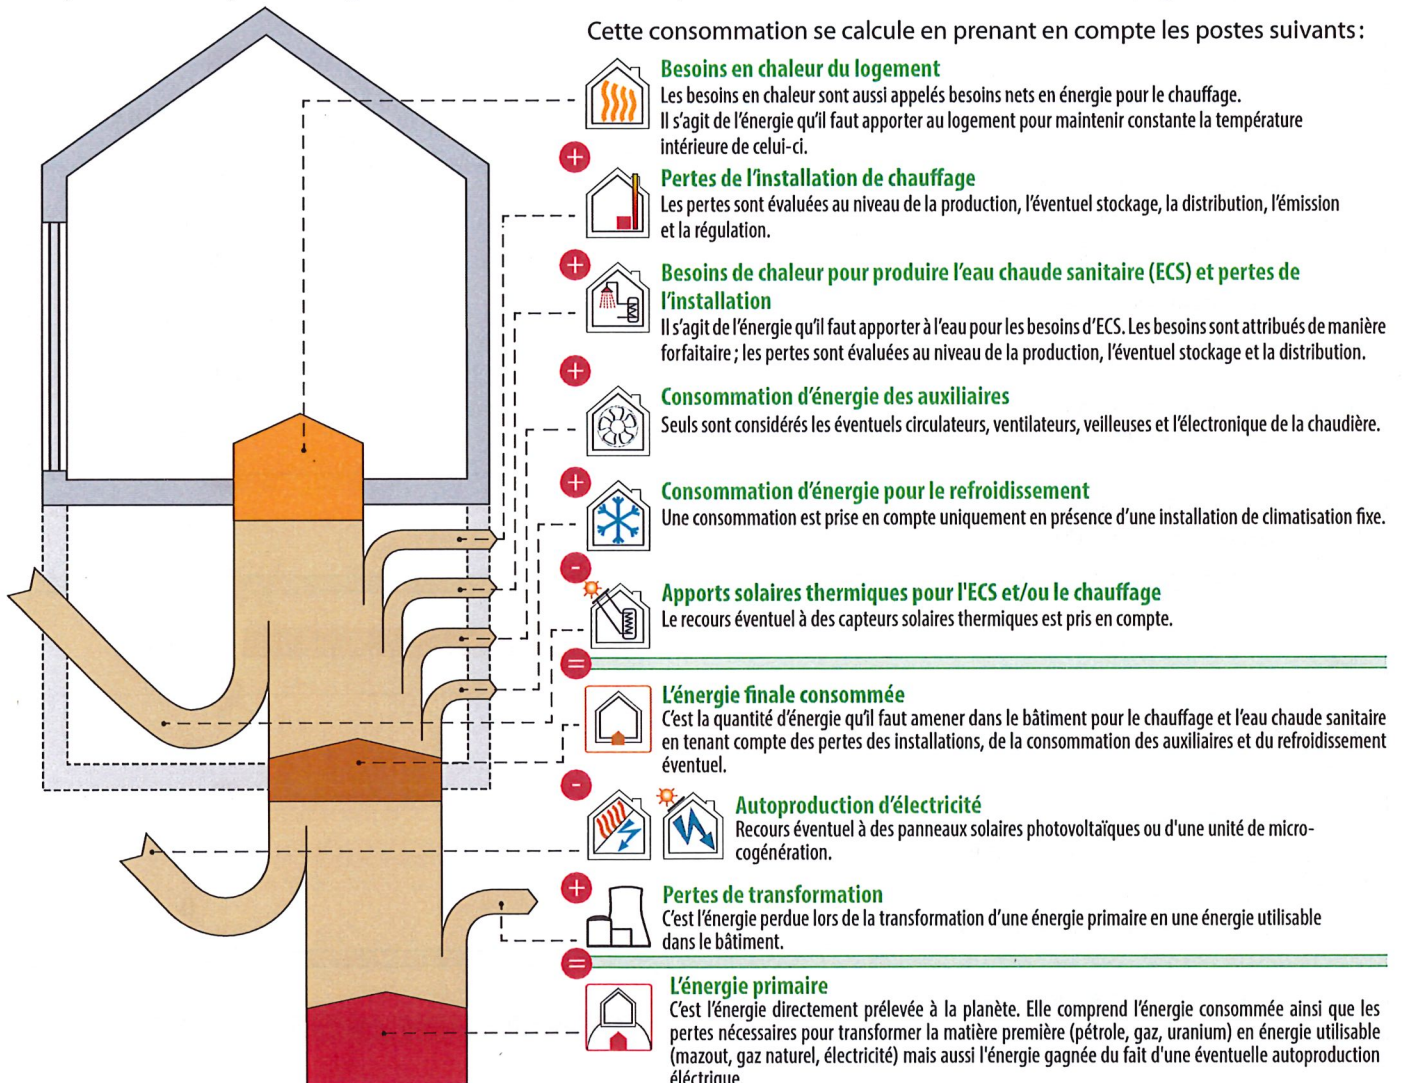 Cette consommation se calcule en prenant en compte les postes suivants :
Besoins en chaleur du logement
Les besoins en chaleur sont aussi appelés besoins nets en énergie pour le chauffage.
Il s'agit de l'énergie qu'il faut apporter au logement pour maintenir constante la température
intérieure de celui-ci.
+
Pertes de l'installation de chauffage
Les pertes sont évaluées au niveau de la production, l'éventuel stockage, la distribution, l'émission
et la régulation.
+
Besoins de chaleur pour produire l'eau chaude sanitaire (ECS) et pertes de
l'installation
Il s'agit de l'énergie qu'il faut apporter à l'eau pour les besoins d'ECS. Les besoins sont attribués de manière
forfaitaire ; les pertes sont évaluées au niveau de la production, l'éventuel stockage et la distribution.
+
Consommation d'énergie des auxiliaires
Seuls sont considérés les éventuels circulateurs, ventilateurs, veilleuses et l'électronique de la chaudière.
+
Consommation d'énergie pour le refroidissement
Une consommation est prise en compte uniquement en présence d'une installation de climatisation fixe.
-
Apports solaires thermiques pour l'ECS et/ou le chauffage
Le recours éventuel à des capteurs solaires thermiques est pris en compte.
=
L'énergie finale consommée
C'est la quantité d'énergie qu'il faut amener dans le bâtiment pour le chauffage et l'eau chaude sanitaire
en tenant compte des pertes des installations, de la consommation des auxiliaires et du refroidissement
éventuel.
-
Autoproduction d'électricité
Recours éventuel à des panneaux solaires photovoltaïques ou d'une unité de micro-
cogénération.
+
Pertes de transformation
C'est l'énergie perdue lors de la transformation d'une énergie primaire en une énergie utilisable
dans le bâtiment.
=
L'énergie primaire
C'est l'énergie directement prélevée à la planète. Elle comprend l'énergie consommée ainsi que les
pertes nécessaires pour transformer la matière première (pétrole, gaz, uranium) en énergie utilisable
(mazout, gaz naturel, électricité) mais aussi l'énergie gagnée du fait d'une éventuelle autoproduction
éléctrique